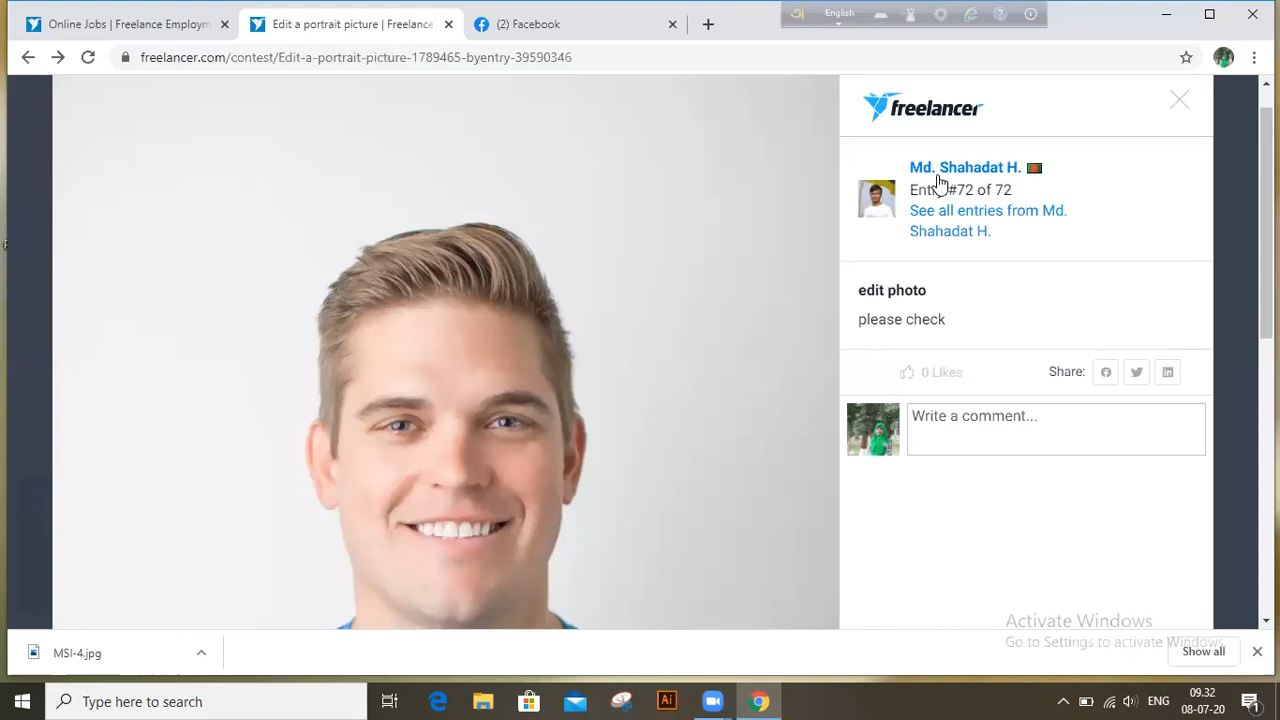 Online Jobs | Freelance Employm
Edit a portrait picture | Freelance
(2) Facebook
English
freelancer.com/contest/Edit-a-portrait-picture-1789465-byentry-39590346
freelancer
Md. Shahadat H.
Entry #72 of 72
See all entries from Md.
Shahadat H.
edit photo
please check
0 Likes
Share:
Write a comment...
Activate Windows
Go to Settings to activate Windows.
MSI-4.jpg
Show all
Type here to search
Ai
ENG
09.32
08-07-20